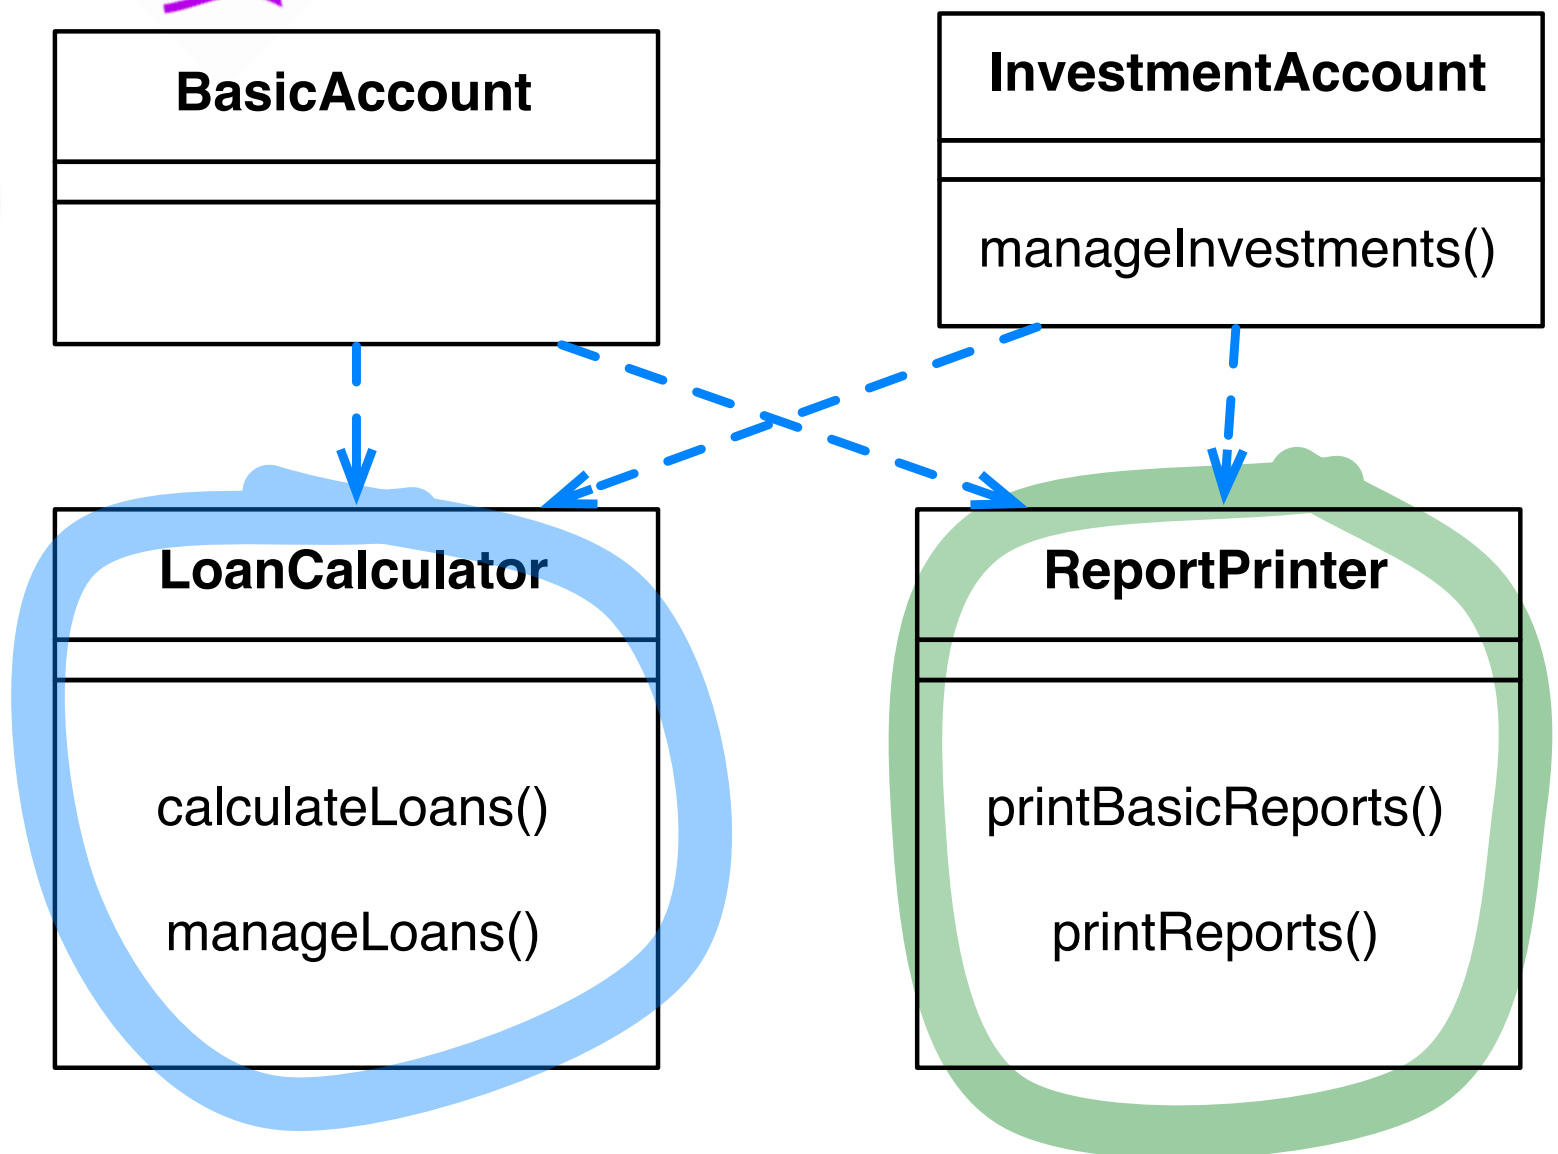 BasicAccount
InvestmentAccount
manageInvestments()
LoanCalculator
calculateLoans()
manageLoans()
ReportPrinter
printBasicReports()
printReports()